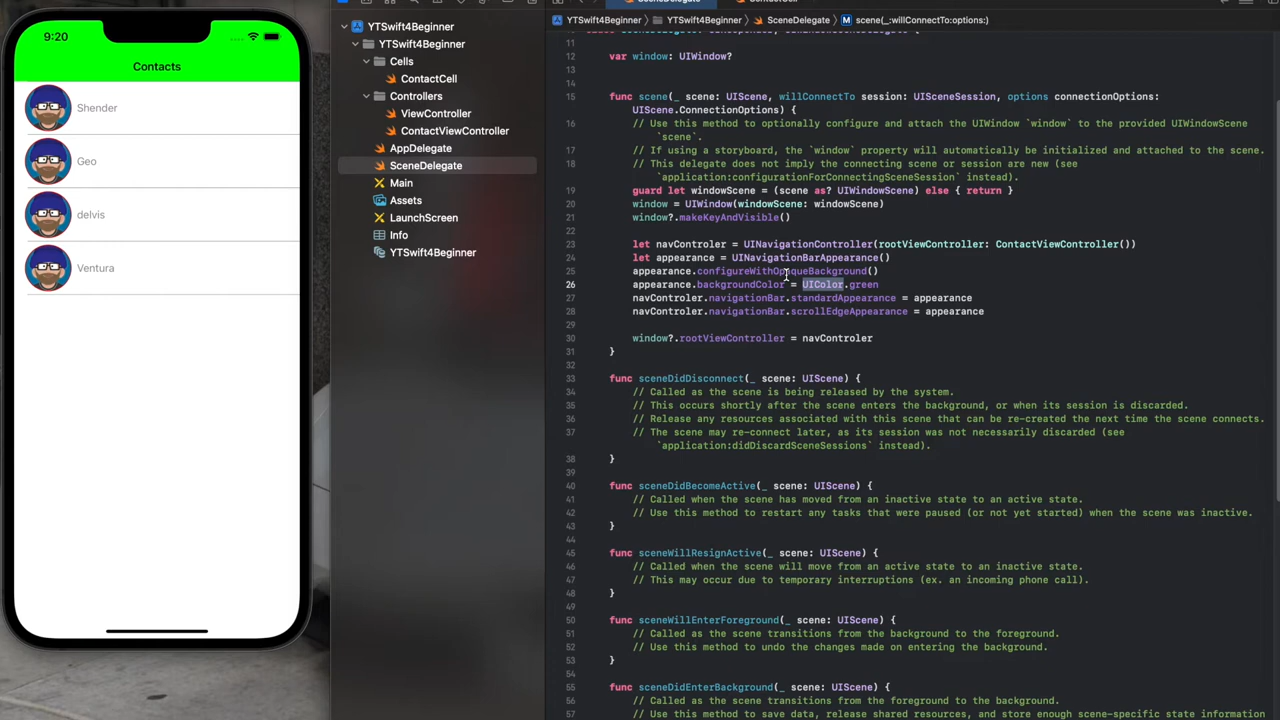 9:20
Contacts
Shender
Geo
delvis
Ventura
YTSwift4Beginner
YTSwift4Beginner
Cells
ContactCell
Controllers
ViewController
ContactViewController
AppDelegate
SceneDelegate
Main
Assets
LaunchScreen
Info
YTSwift4Beginner
YTSwift4Beginner > YTSwift4Beginner > SceneDelegate > M scene(_:willConnectTo:options:)
11
12 var window: UIWindow?
13
14
15 func scene(_ scene: UIScene, willConnectTo session: UISceneSession, options connectionOptions:
UIScene.ConnectionOptions) {
16 // Use this method to optionally configure and attach the UIWindow `window` to the provided UIWindowScene
`scene`.
17 // If using a storyboard, the `window` property will automatically be initialized and attached to the scene.
18 // This delegate does not imply the connecting scene or session are new (see
`application:configurationForConnectingSceneSession` instead).
19 guard let windowScene = (scene as? UIWindowScene) else { return }
20 window = UIWindow(windowScene: windowScene)
21 window?.makeKeyAndVisible()
22
23 let navControler = UINavigationController(rootViewController: ContactViewController())
24 let appearance = UINavigationBarAppearance()
25 appearance.configureWithOpaqueBackground()
26 appearance.backgroundColor = UIColor.green
27 navControler.navigationBar.standardAppearance = appearance
28 navControler.navigationBar.scrollEdgeAppearance = appearance
29
30 window?.rootViewController = navControler
31 }
32
33 func sceneDidDisconnect(_ scene: UIScene) {
34 // Called as the scene is being released by the system.
35 // This occurs shortly after the scene enters the background, or when its session is discarded.
36 // Release any resources associated with this scene that can be re-created the next time the scene connects.
37 // The scene may re-connect later, as its session was not necessarily discarded (see
`application:didDiscardSceneSessions` instead).
38 }
39
40 func sceneDidBecomeActive(_ scene: UIScene) {
41 // Called when the scene has moved from an inactive state to an active state.
42 // Use this method to restart any tasks that were paused (or not yet started) when the scene was inactive.
43 }
44
45 func sceneWillResignActive(_ scene: UIScene) {
46 // Called when the scene will move from an active state to an inactive state.
47 // This may occur due to temporary interruptions (ex. an incoming phone call).
48 }
49
50 func sceneWillEnterForeground(_ scene: UIScene) {
51 // Called as the scene transitions from the background to the foreground.
52 // Use this method to undo the changes made on entering the background.
53 }
54
55 func sceneDidEnterBackground(_ scene: UIScene) {
56 // Called as the scene transitions from the foreground to the background.
57 // Use this method to save data, release shared resources, and store enough scene-specific state information